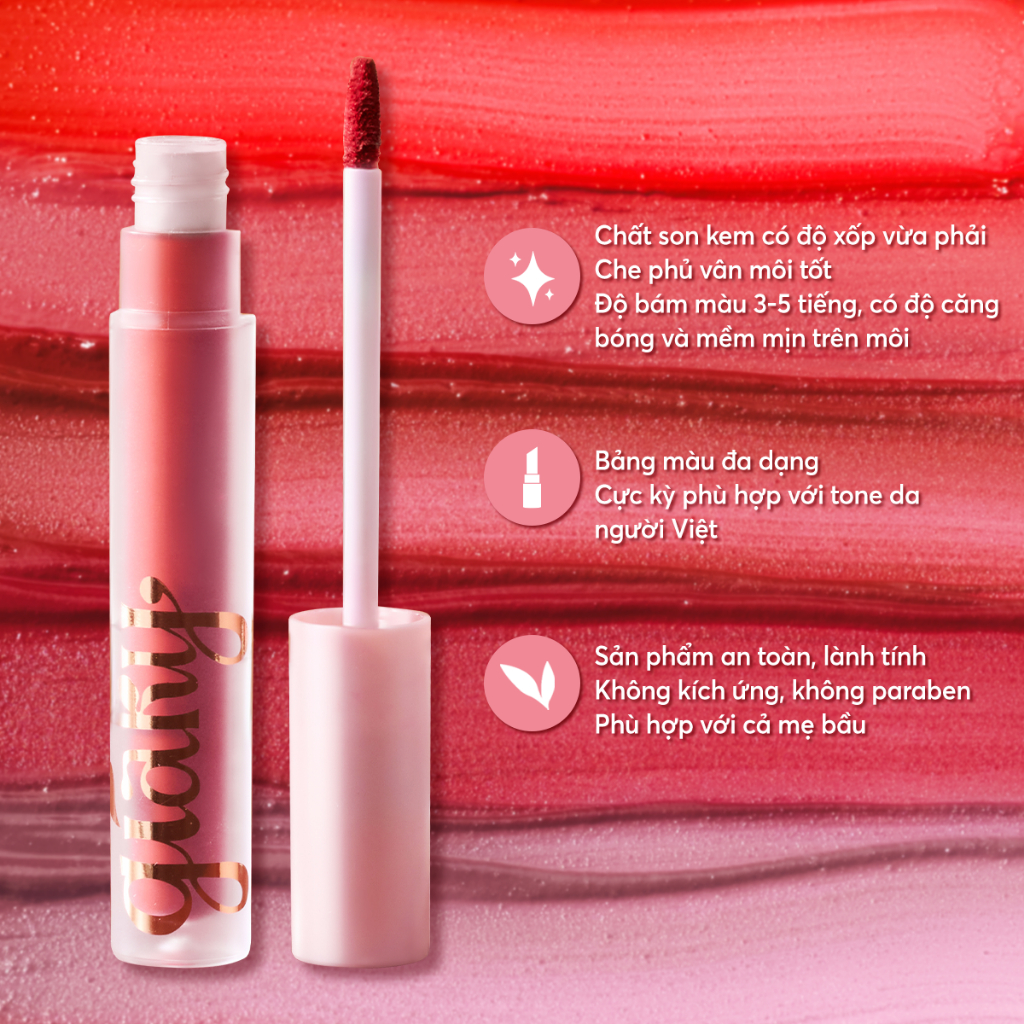 Chất son kem có độ xốp vừa phải
Che phủ vân môi tốt
Độ bám màu 3-5 tiếng, có độ căng
bóng và mềm mịn trên môi
Bảng màu đa dạng
Cực kỳ phù hợp với tone da
người Việt
Sản phẩm an toàn, lành tính
Không kích ứng, không paraben
Phù hợp với cả mẹ bầu